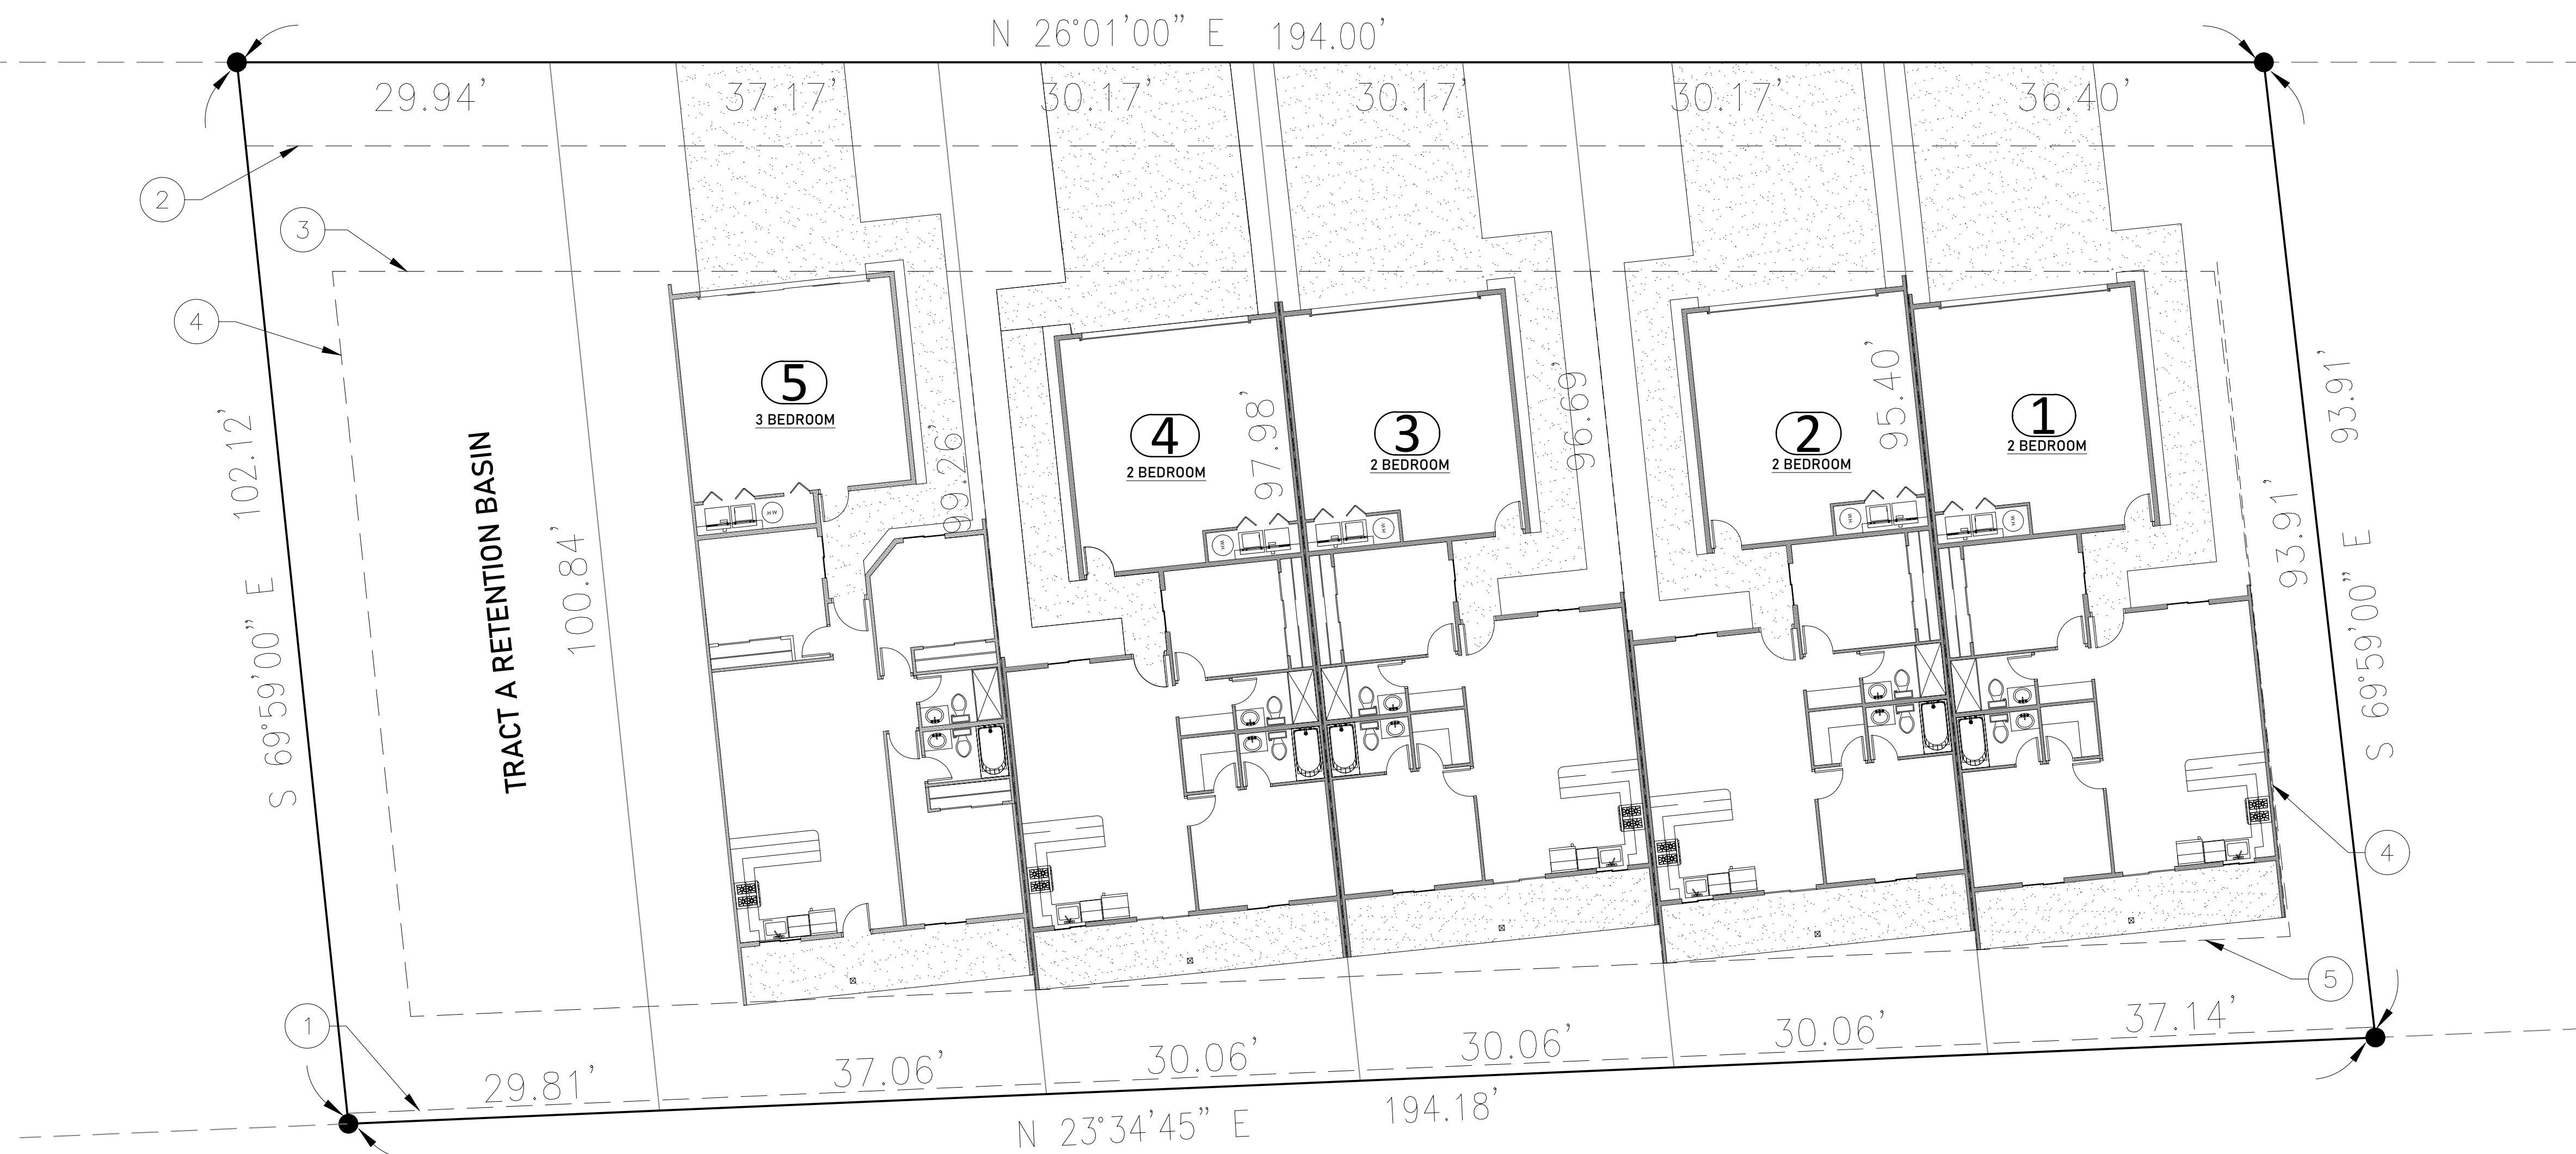 N 26°01'00" E 194.00'
29.94' 37.17' 30.17' 30.17' 30.17' 36.40'
2
3
4
5
3 BEDROOM
4
2 BEDROOM
3
2 BEDROOM
2
2 BEDROOM
1
2 BEDROOM
102.12'
S 69°59'00" E
TRACT A RETENTION BASIN
100.84'
99.26'
97.98'
96.69'
95.40'
93.91'
93.91'
S 69°59'00" E
H.W
W.H.
H.W
W.H.
W.H.
4
5
1
29.81' 37.06' 30.06' 30.06' 30.06' 37.14'
N 23°34'45" E 194.18'